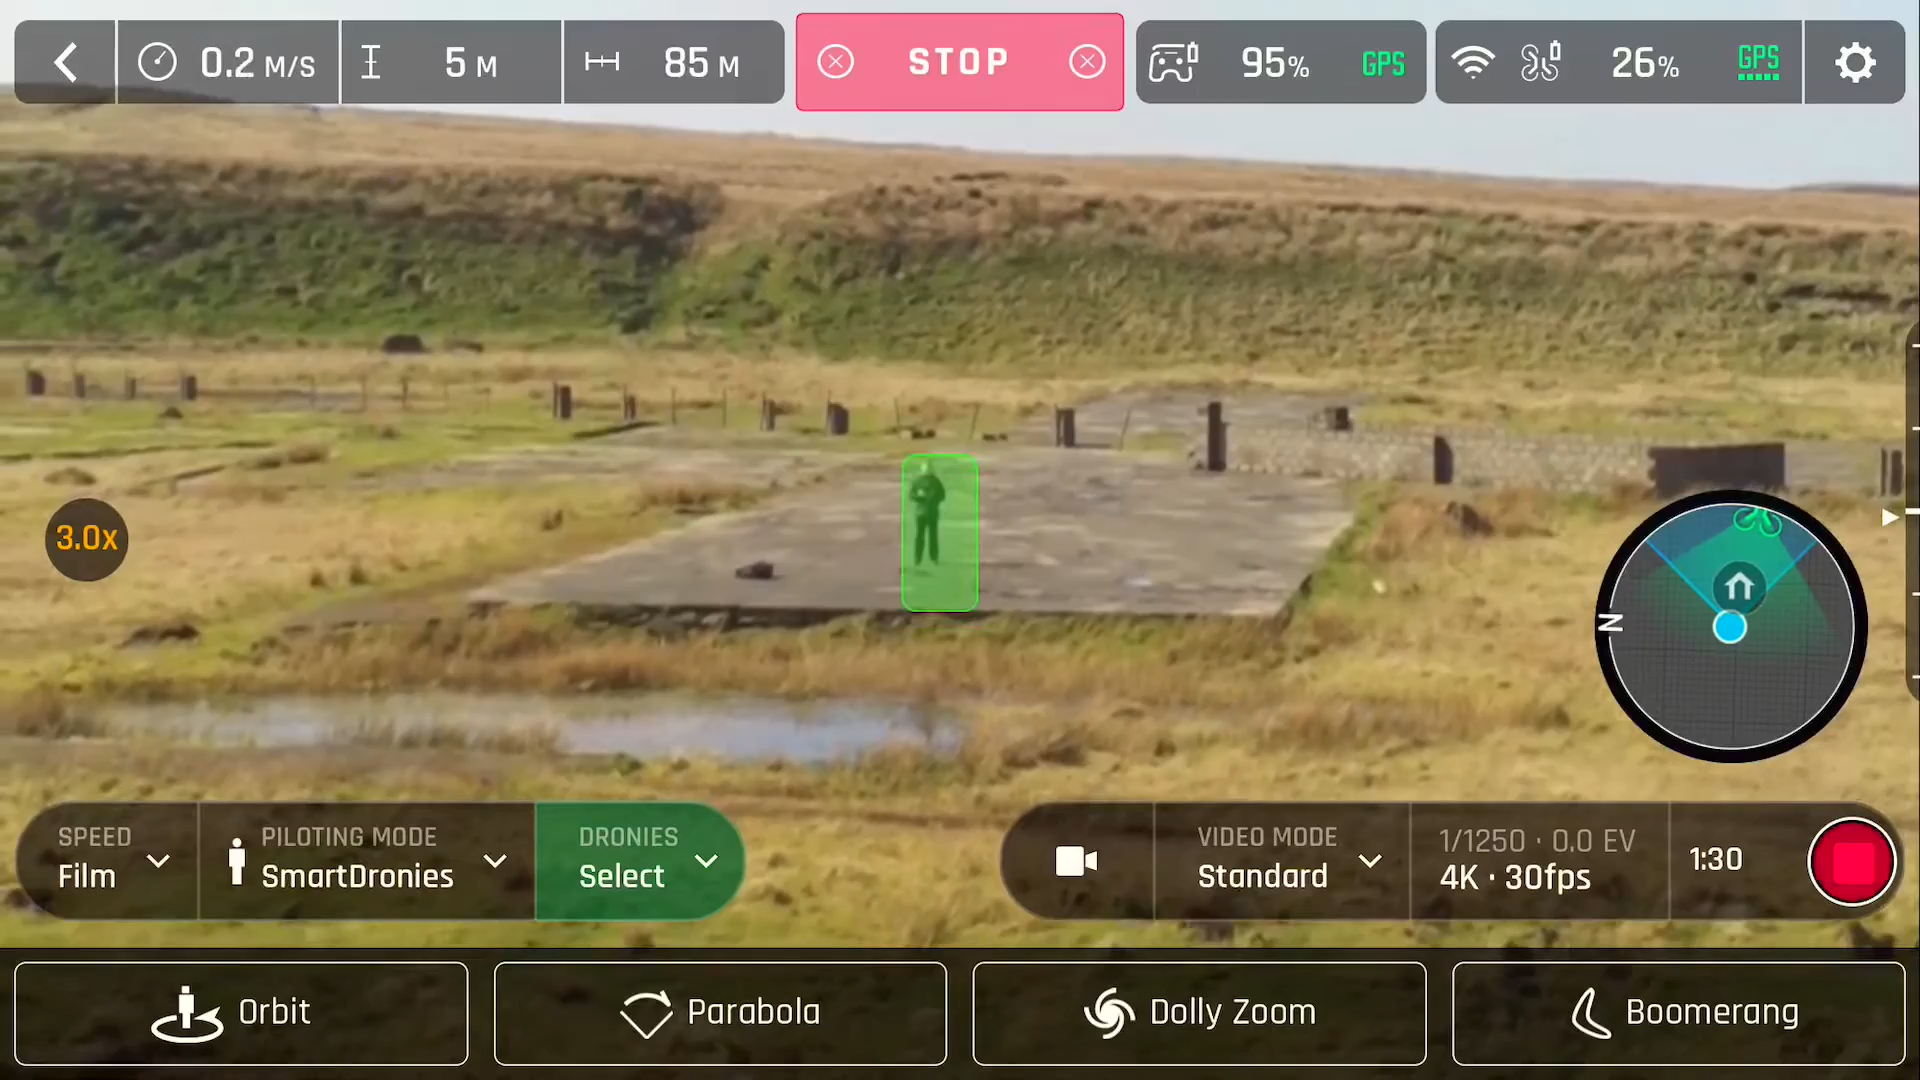 0.2 M/S
5 M
85 M
STOP
95%
GPS
26%
GPS
3.0x
N
SPEED
Film
PILOTING MODE
SmartDronies
DRONIES
Select
VIDEO MODE
Standard
1/1250 · 0.0 EV
4K · 30fps
1:30
Orbit
Parabola
Dolly Zoom
Boomerang